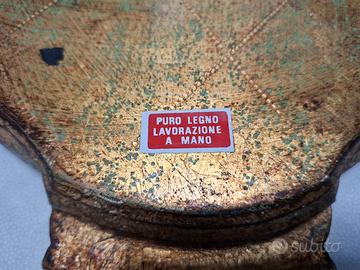 PURO LEGNO
LAVORAZIONE
A MANO
subito